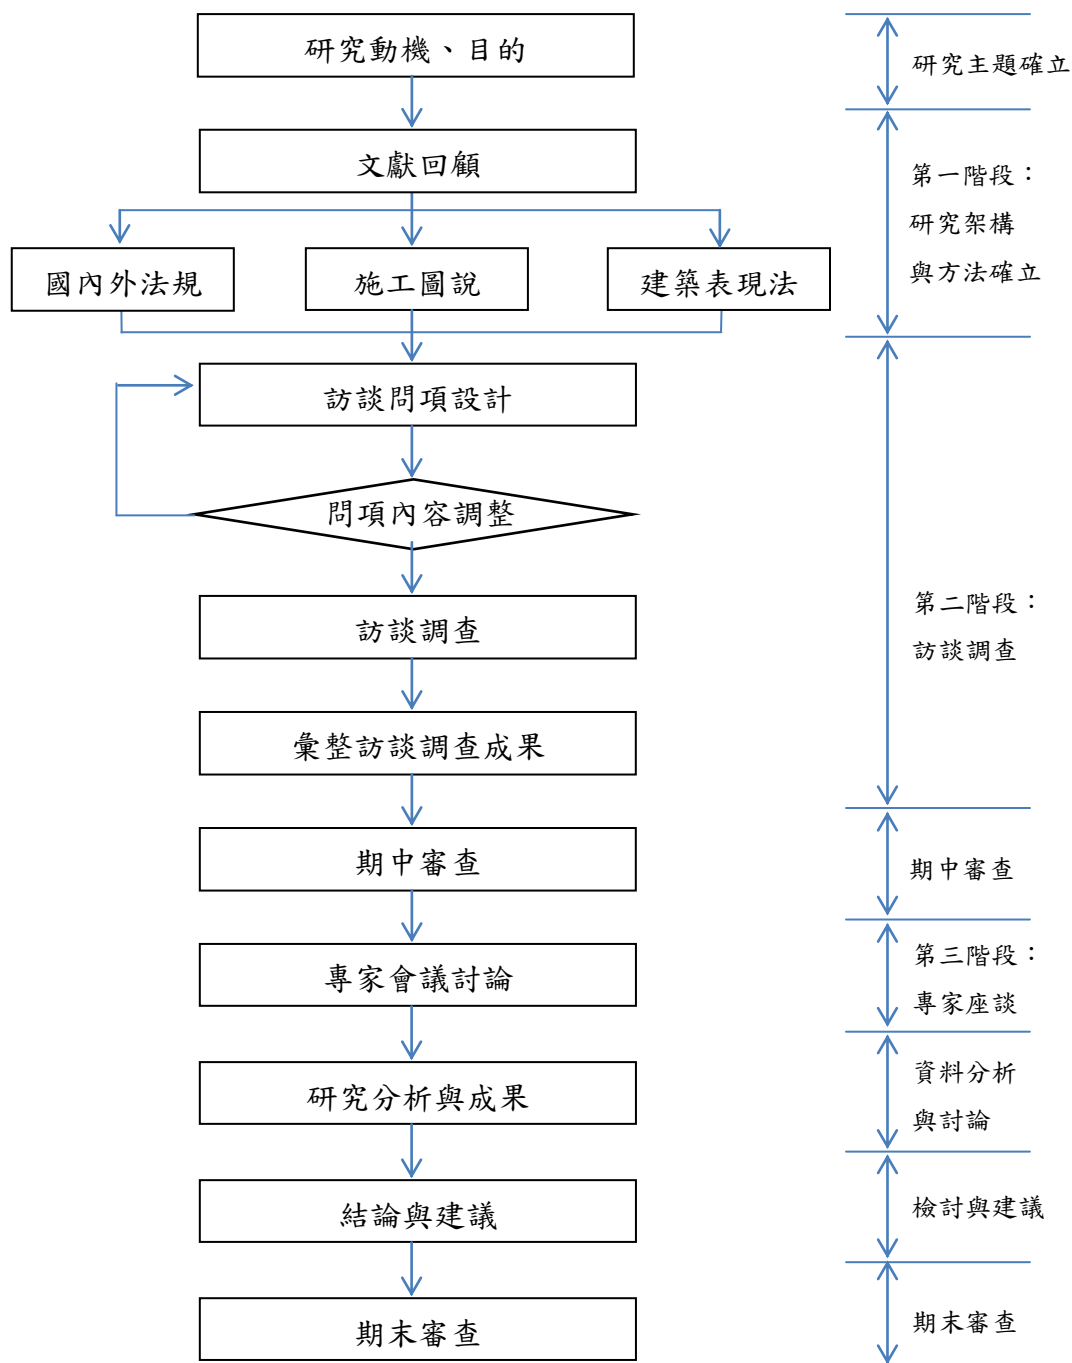 研究動機、目的
研究主題確立
文獻回顧
第一階段：
研究架構
與方法確立
國內外法規
施工圖說
建築表現法
訪談問項設計
問項內容調整
訪談調查
第二階段：
訪談調查
彙整訪談調查成果
期中審查
期中審查
專家會議討論
第三階段：
專家座談
研究分析與成果
資料分析
與討論
結論與建議
檢討與建議
期末審查
期末審查